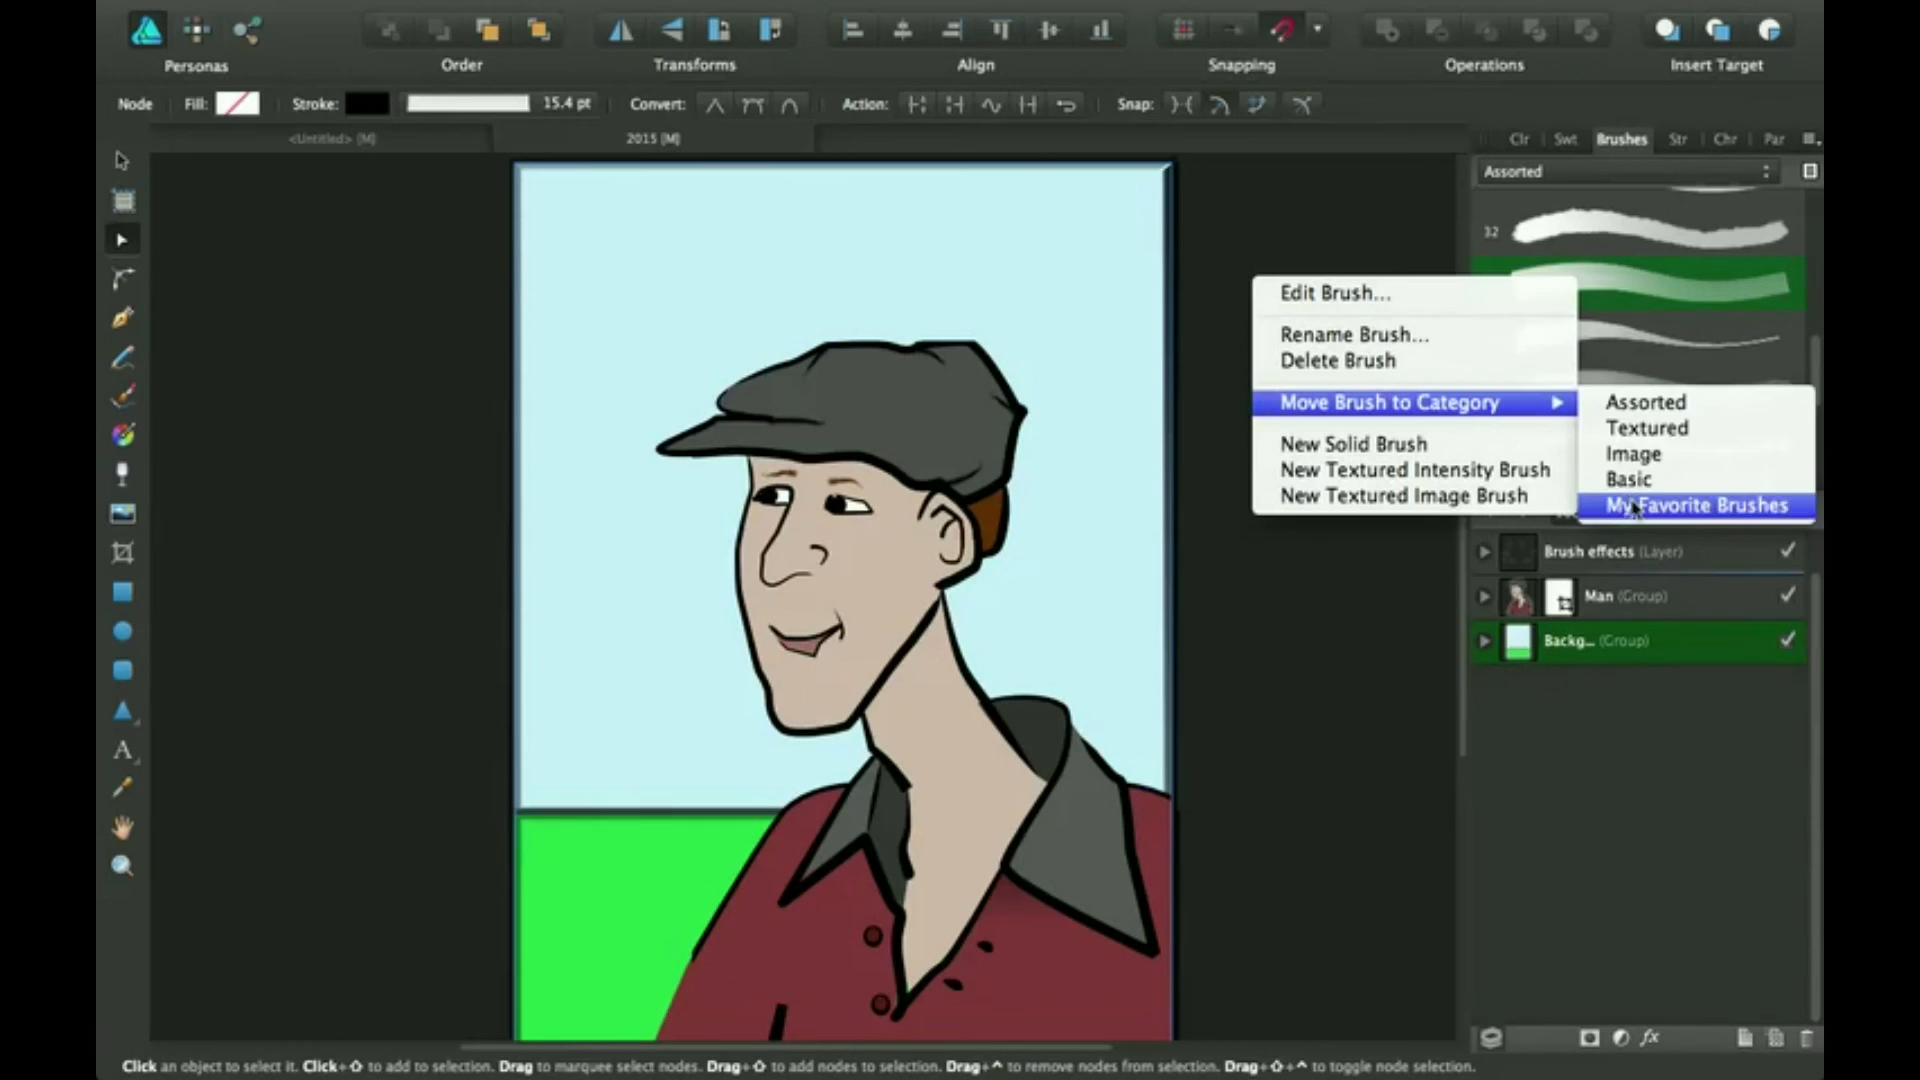 Personas
Order
Transforms
Align
Snapping
Operations
Insert Target
Node
Fill:
Stroke:
15.4 pt
Convert:
Action:
Snap:
<Untitled> [M]
2015 [M]
Clr
Swt
Brushes
Str
Chr
Par
Assorted
32
Edit Brush...
Rename Brush...
Delete Brush
Move Brush to Category
New Solid Brush
New Textured Intensity Brush
New Textured Image Brush
Assorted
Textured
Image
Basic
My Favorite Brushes
Brush effects (Layer)
Man (Group)
Backg... (Group)
A
fx
Click an object to select it. Click+⇧ to add to selection. Drag to marquee select nodes. Drag+⇧ to add nodes to selection. Drag+^ to remove nodes from selection. Drag+⇧+^ to toggle node selection.